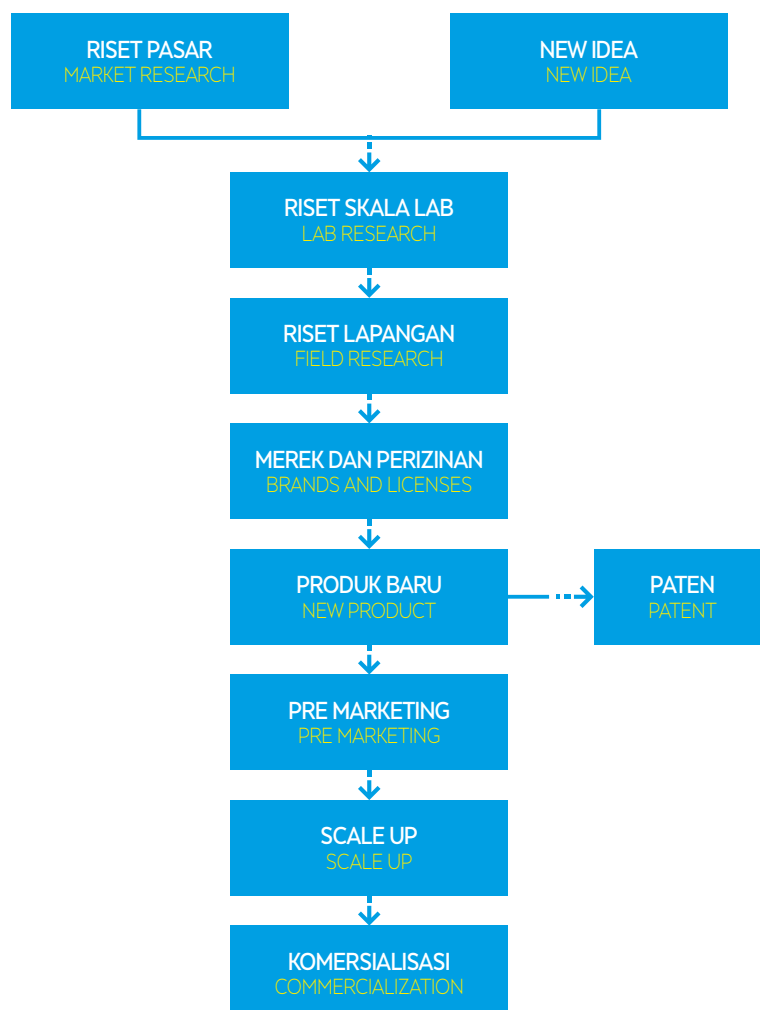 RISET PASAR
MARKET RESEARCH
NEW IDEA
NEW IDEA
RISET SKALA LAB
LAB RESEARCH
RISET LAPANGAN
FIELD RESEARCH
MEREK DAN PERIZINAN
BRANDS AND LICENSES
PRODUK BARU
NEW PRODUCT
PATEN
PATENT
PRE MARKETING
PRE MARKETING
SCALE UP
SCALE UP
KOMERSIALISASI
COMMERCIALIZATION